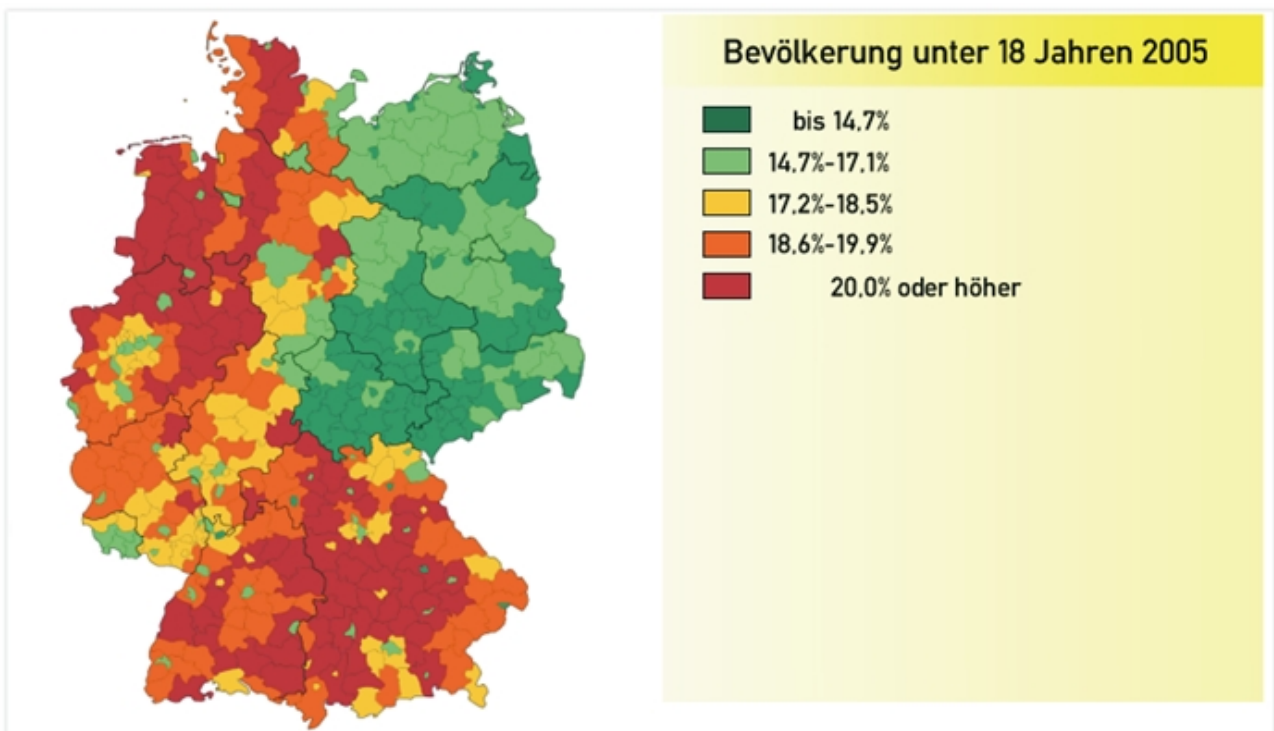 Bevölkerung unter 18 Jahren 2005
bis 14,7%
14,7%-17,1%
17,2%-18,5%
18,6%-19,9%
20,0% oder höher